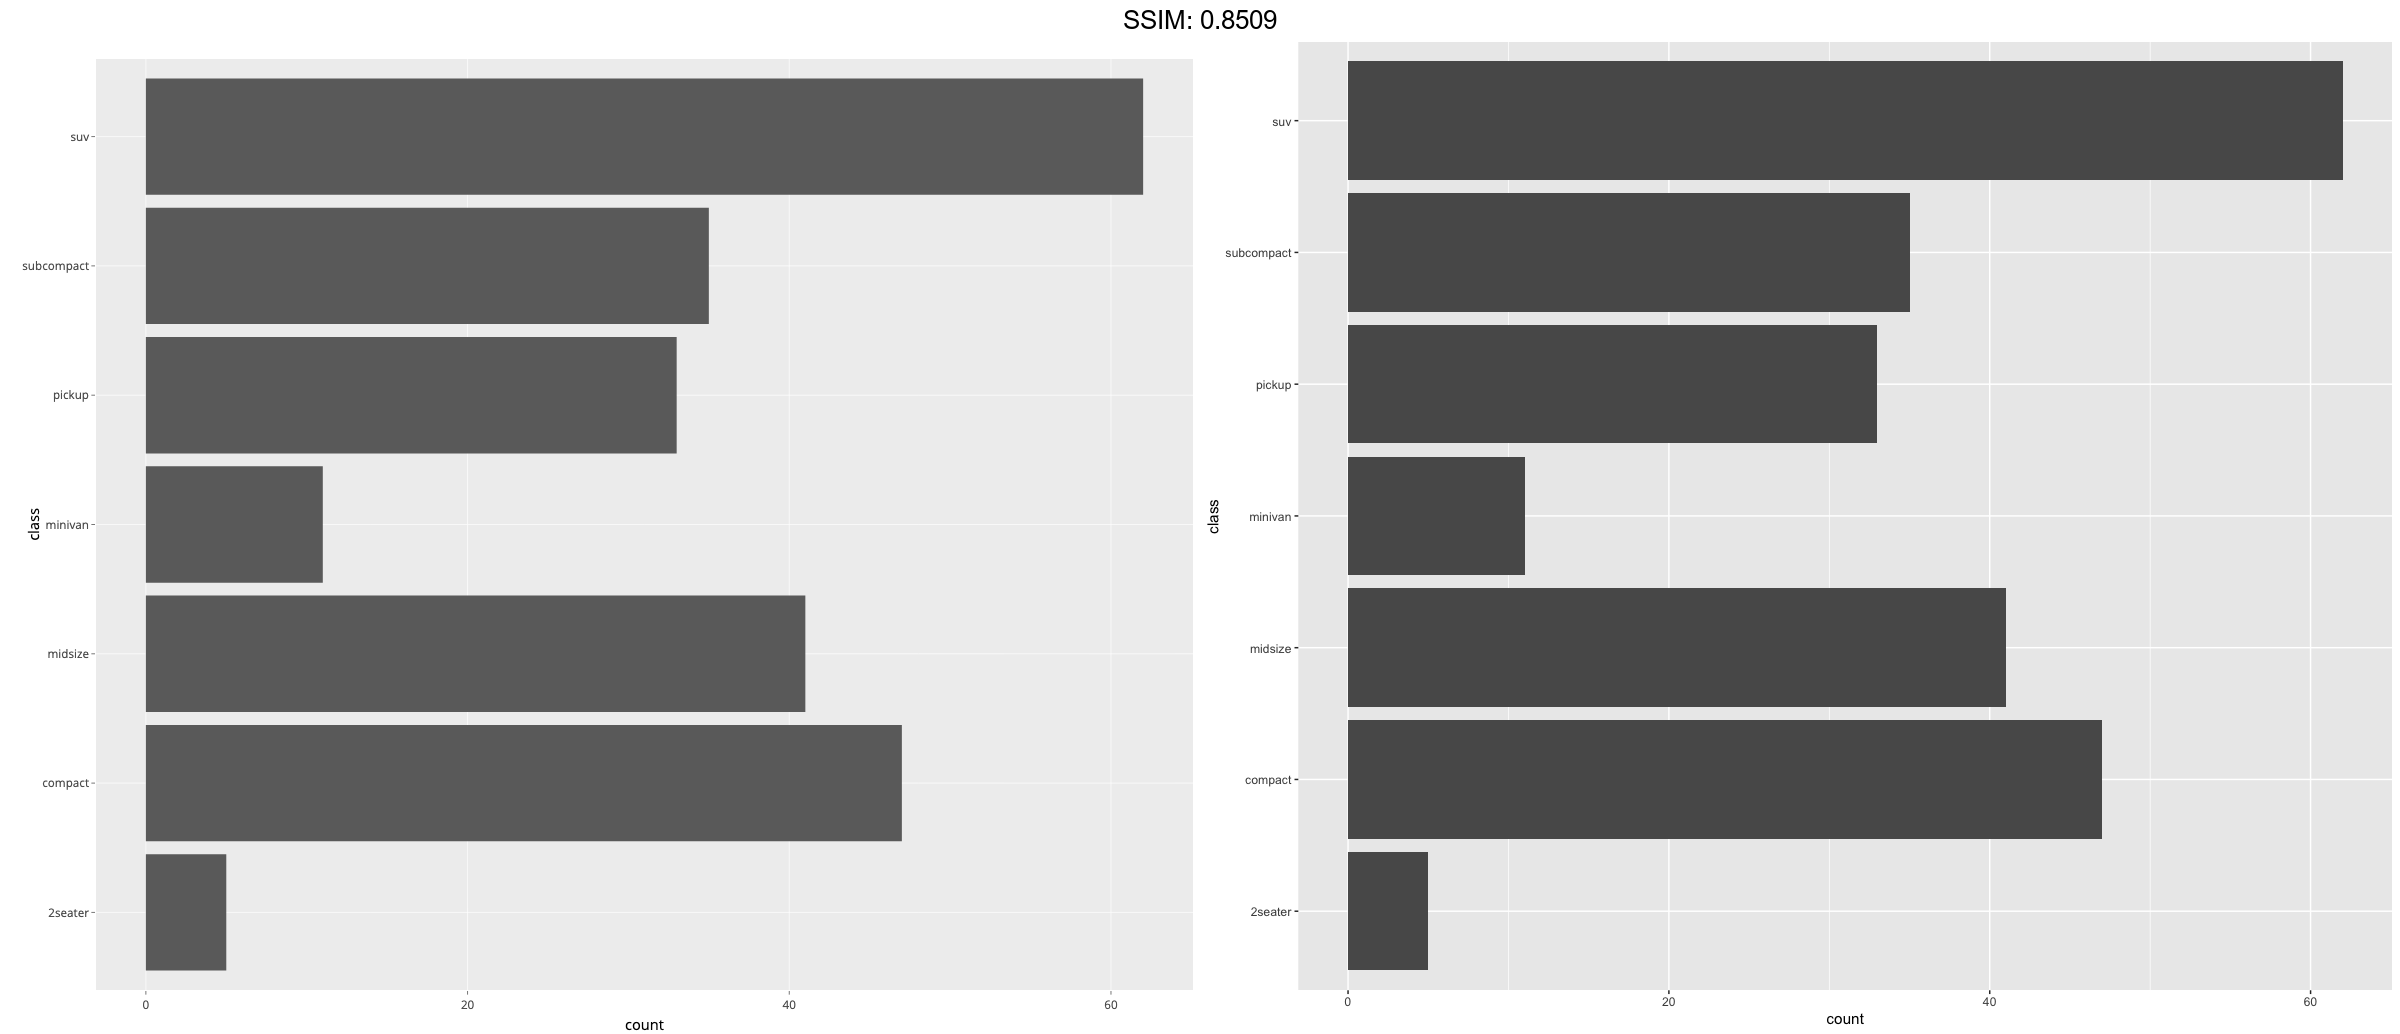 SSIM: 0.8509
suv
subcompact
pickup
minivan
midsize
compact
2seater
class
0 20 40 60
count
suv
subcompact
pickup
minivan
midsize
compact
2seater
class
0 20 40 60
count